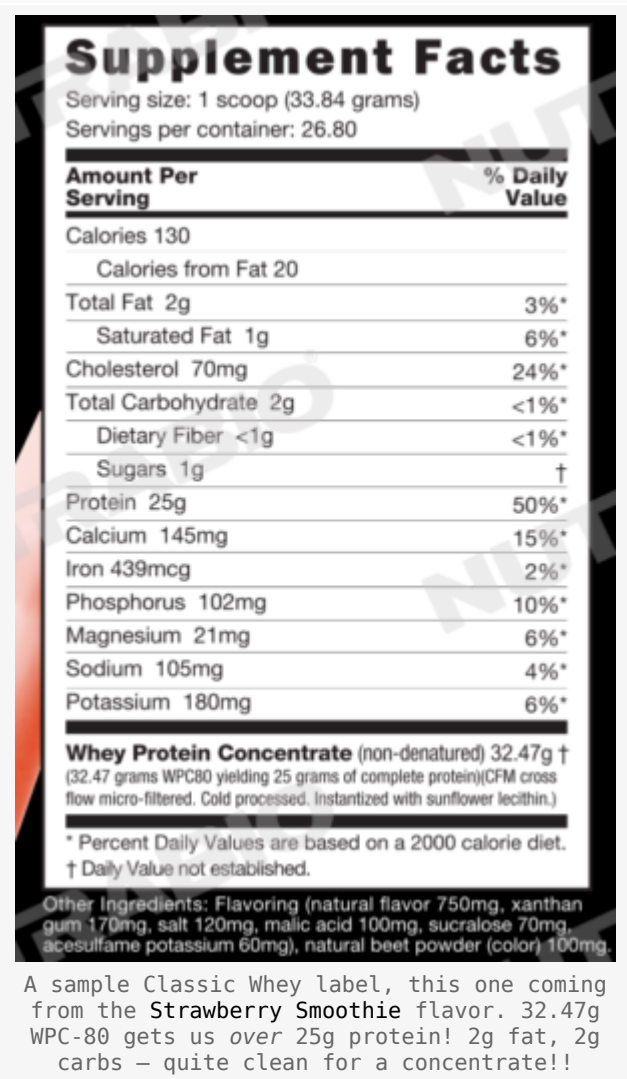 Supplement Facts
Serving size: 1 scoop (33.84 grams)
Servings per container: 26.80
Amount Per
Serving
% Daily
Value
Calories 130
Calories from Fat 20
Total Fat 2g 3%*
Saturated Fat 1g 6%*
Cholesterol 70mg 24%*
Total Carbohydrate 2g <1%*
Dietary Fiber <1g <1%*
Sugars 1g †
Protein 25g 50%*
Calcium 145mg 15%*
Iron 439mcg 2%*
Phosphorus 102mg 10%*
Magnesium 21mg 6%*
Sodium 105mg 4%*
Potassium 180mg 6%*
Whey Protein Concentrate (non-denatured) 32.47g †
(32.47 grams WPC80 yielding 25 grams of complete protein)(CFM cross
flow micro-filtered. Cold processed. Instantized with sunflower lecithin.)
* Percent Daily Values are based on a 2000 calorie diet.
† Daily Value not established.
Other Ingredients: Flavoring (natural flavor 750mg, xanthan
gum 170mg, salt 120mg, malic acid 100mg, sucralose 70mg,
acesulfame potassium 60mg), natural beet powder (color) 100mg.
NUTRABIO
A sample Classic Whey label, this one coming
from the Strawberry Smoothie flavor. 32.47g
WPC-80 gets us over 25g protein! 2g fat, 2g
carbs – quite clean for a concentrate!!